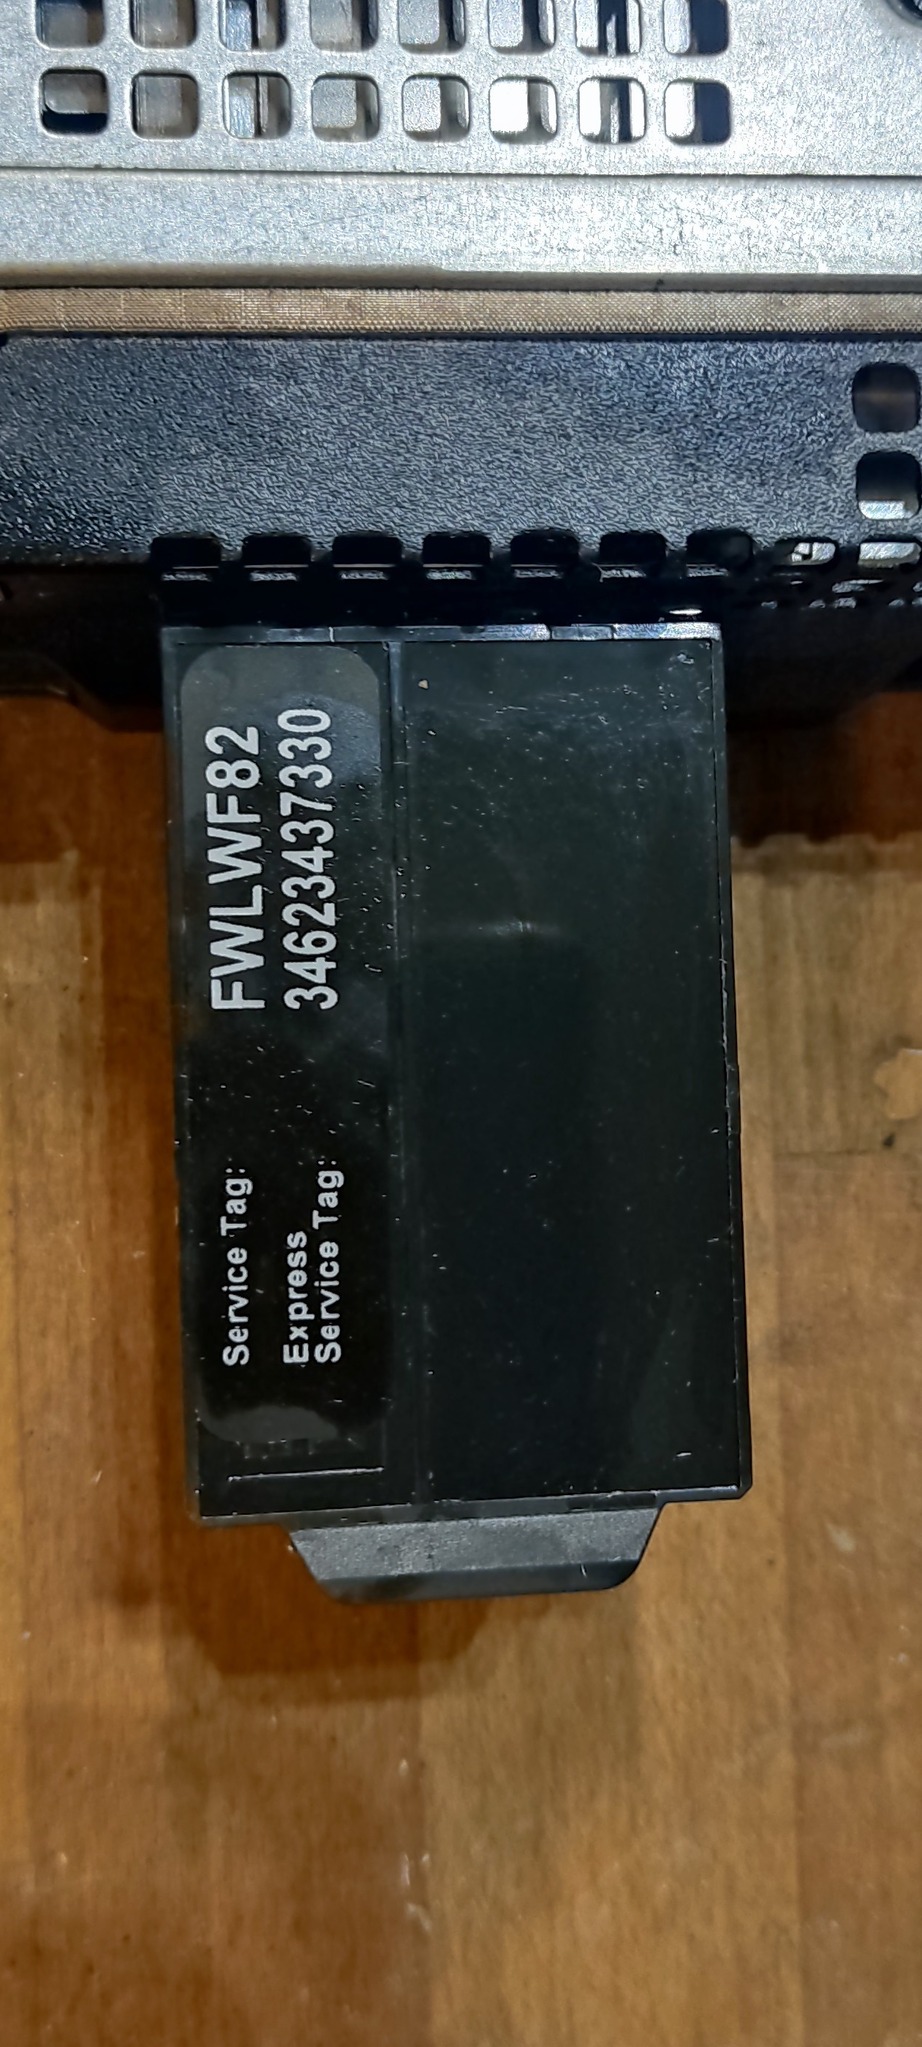 Service Tag: FWLWF82
Express
Service Tag: 34623437330